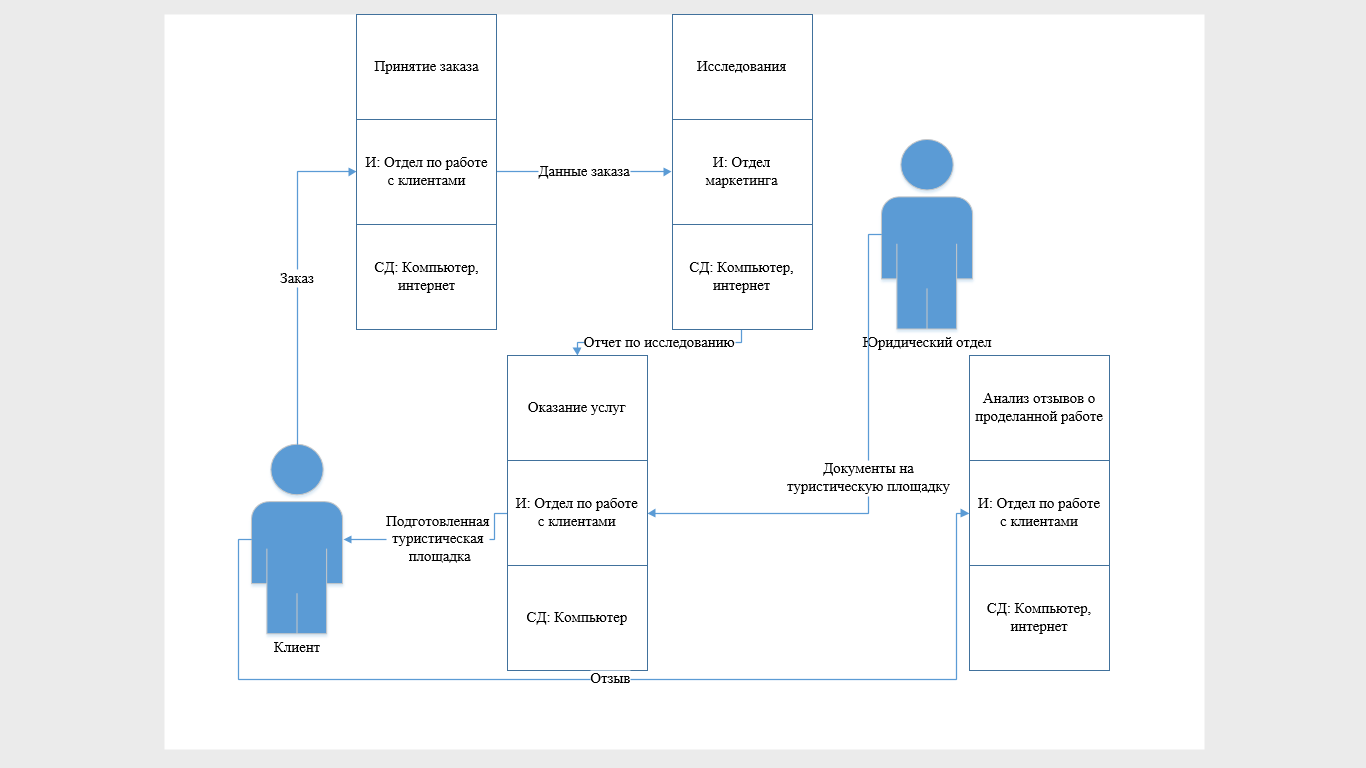 Принятие заказа
Исследования
И: Отдел по работе
с клиентами
Данные заказа
И: Отдел
маркетинга
СД: Компьютер,
интернет
СД: Компьютер,
интернет
Заказ
Отчет по исследованию
Юридический отдел
Оказание услуг
Анализ отзывов о
проделанной работе
Документы на
туристическую площадку
И: Отдел по работе
с клиентами
И: Отдел по работе
с клиентами
Подготовленная
туристическая
площадка
СД: Компьютер
СД: Компьютер,
интернет
Клиент
Отзыв